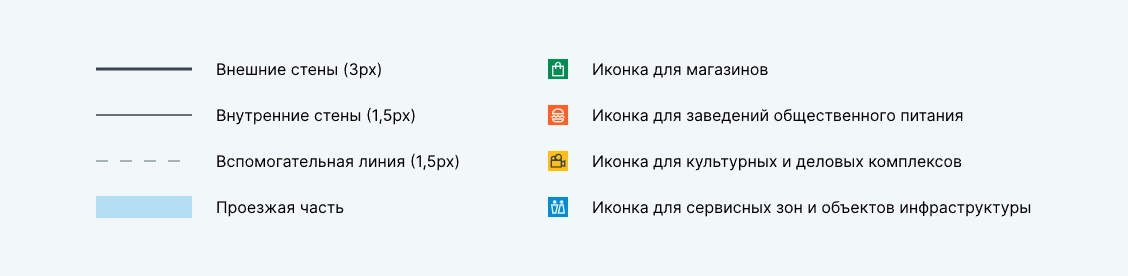 Внешние стены (3px)
Внутренние стены (1,5px)
Вспомогательная линия (1,5px)
Проезжая часть
Иконка для магазинов
Иконка для заведений общественного питания
Иконка для культурных и деловых комплексов
Иконка для сервисных зон и объектов инфраструктуры